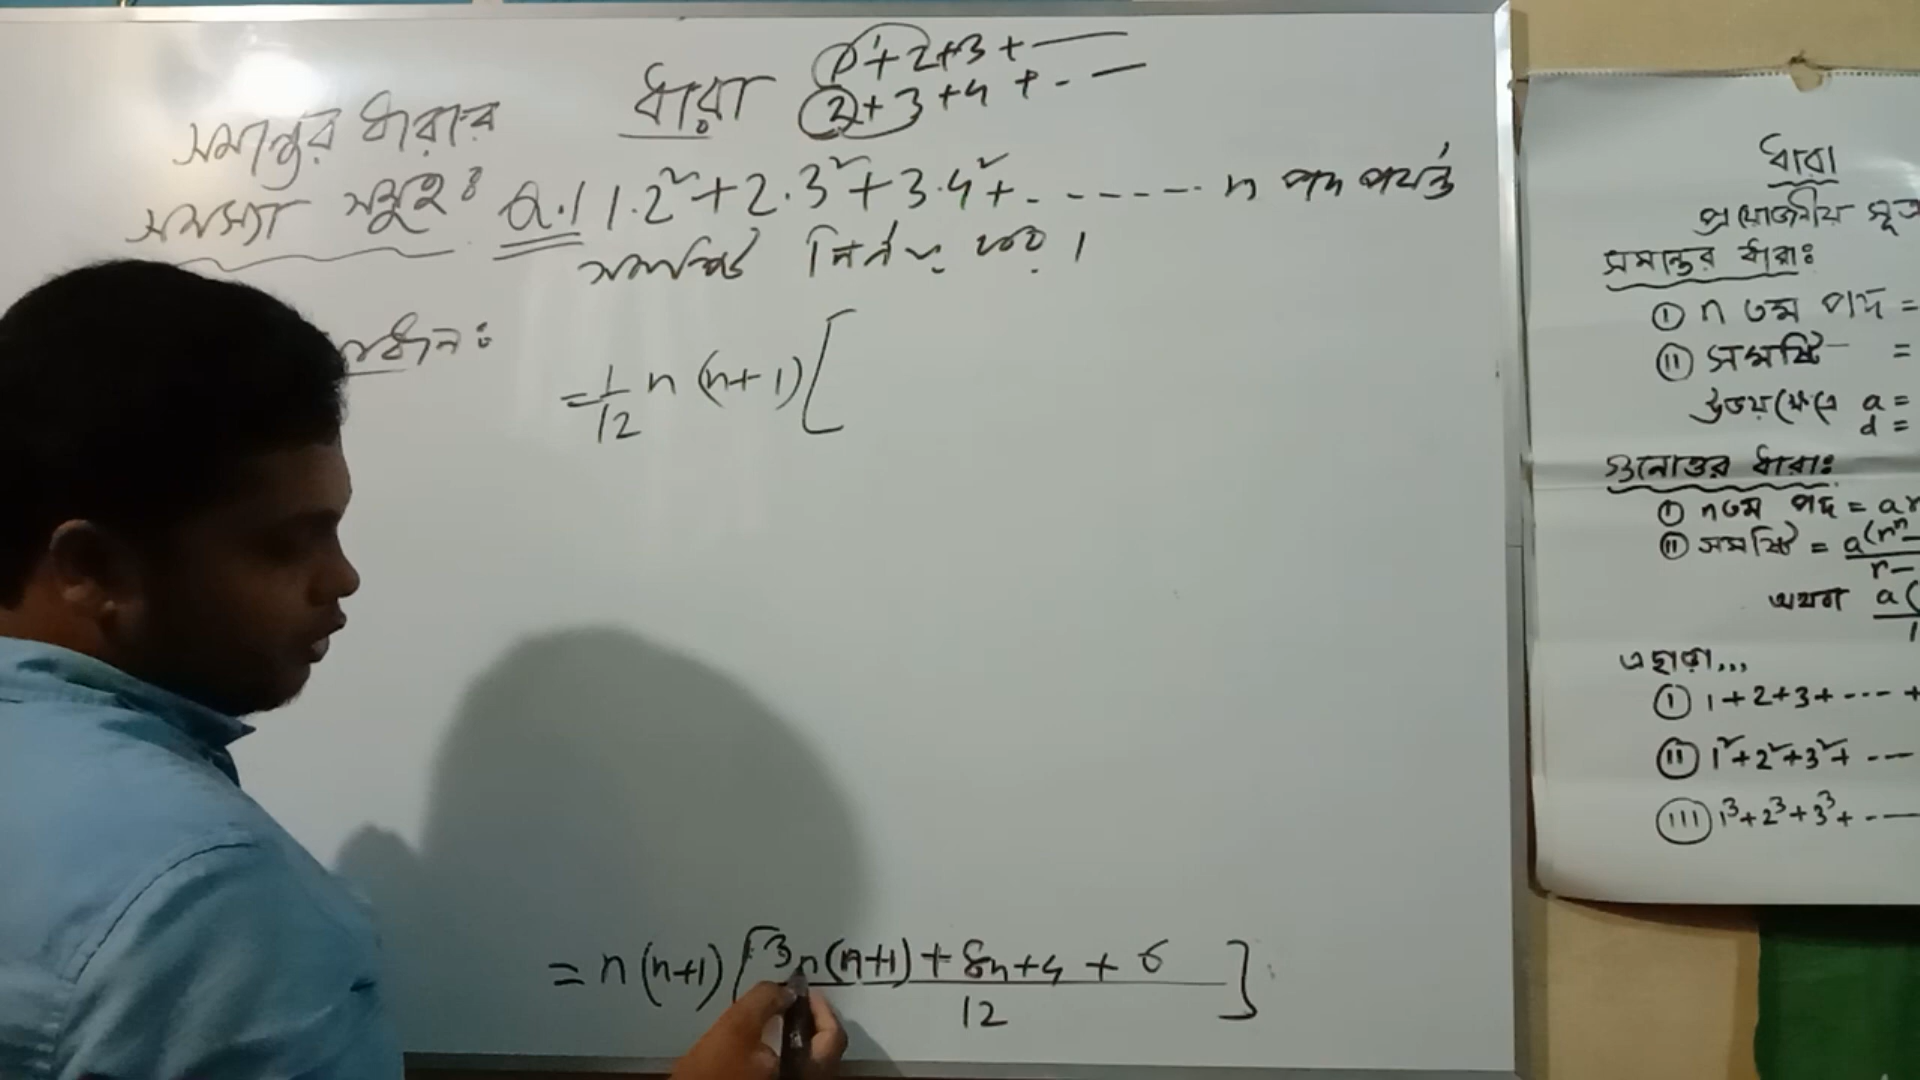 ধারা 1+2+3+
2+3+4+..
সমান্তর ধারার
সমস্যা সমূহঃ Q.1 1.2²+2.3²+3.4²+.------ n পদ পর্যন্ত
সমষ্টি নির্ণয় কর।
=1/12 n(n+1)[
= n(n+1)[3n(n+1)+8n+4+6/12]
ধারা
প্রয়োজনীয়
সমান্তর ধারাঃ
(i) n তম পদ =
(ii) সমষ্টি =
উভয়ক্ষেত্রে a =
d =
গুনোত্তর ধারাঃ
(i) n তম পদ = a
(ii) সমষ্টি = a(rⁿ-/r-
অথবা a(/1
এছাড়া...
(i) 1+2+3+----+
(ii) 1²+2²+3²+---
(iii) 1³+2³+3³+.--